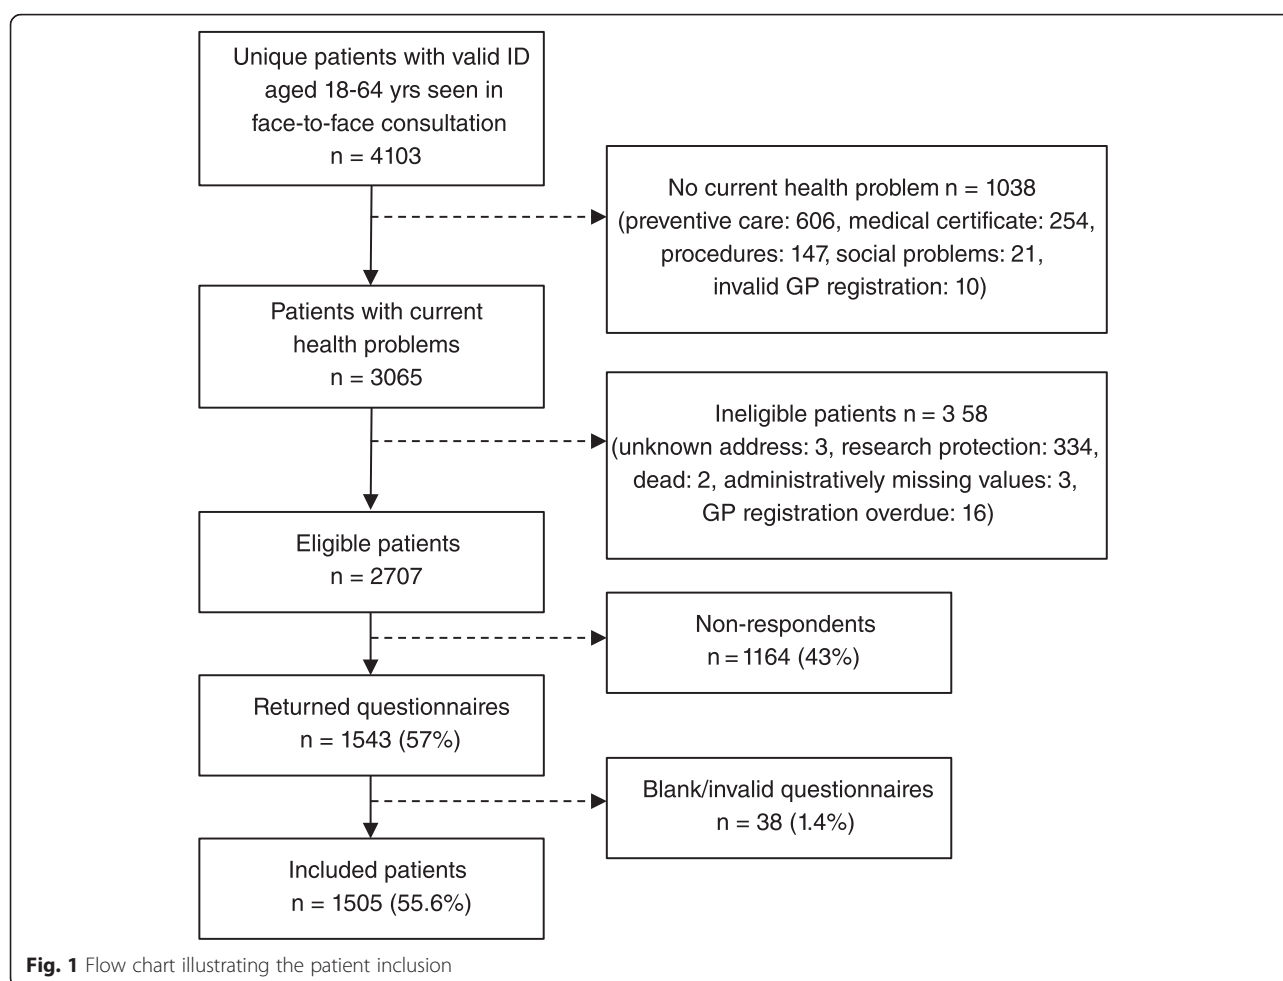 Unique patients with valid ID
aged 18-64 yrs seen in
face-to-face consultation
n = 4103
No current health problem n = 1038
(preventive care: 606, medical certificate: 254,
procedures: 147, social problems: 21,
invalid GP registration: 10)
Patients with current
health problems
n = 3065
Ineligible patients n = 3 58
(unknown address: 3, research protection: 334,
dead: 2, administratively missing values: 3,
GP registration overdue: 16)
Eligible patients
n = 2707
Non-respondents
n = 1164 (43%)
Returned questionnaires
n = 1543 (57%)
Blank/invalid questionnaires
n = 38 (1.4%)
Included patients
n = 1505 (55.6%)
Fig. 1 Flow chart illustrating the patient inclusion